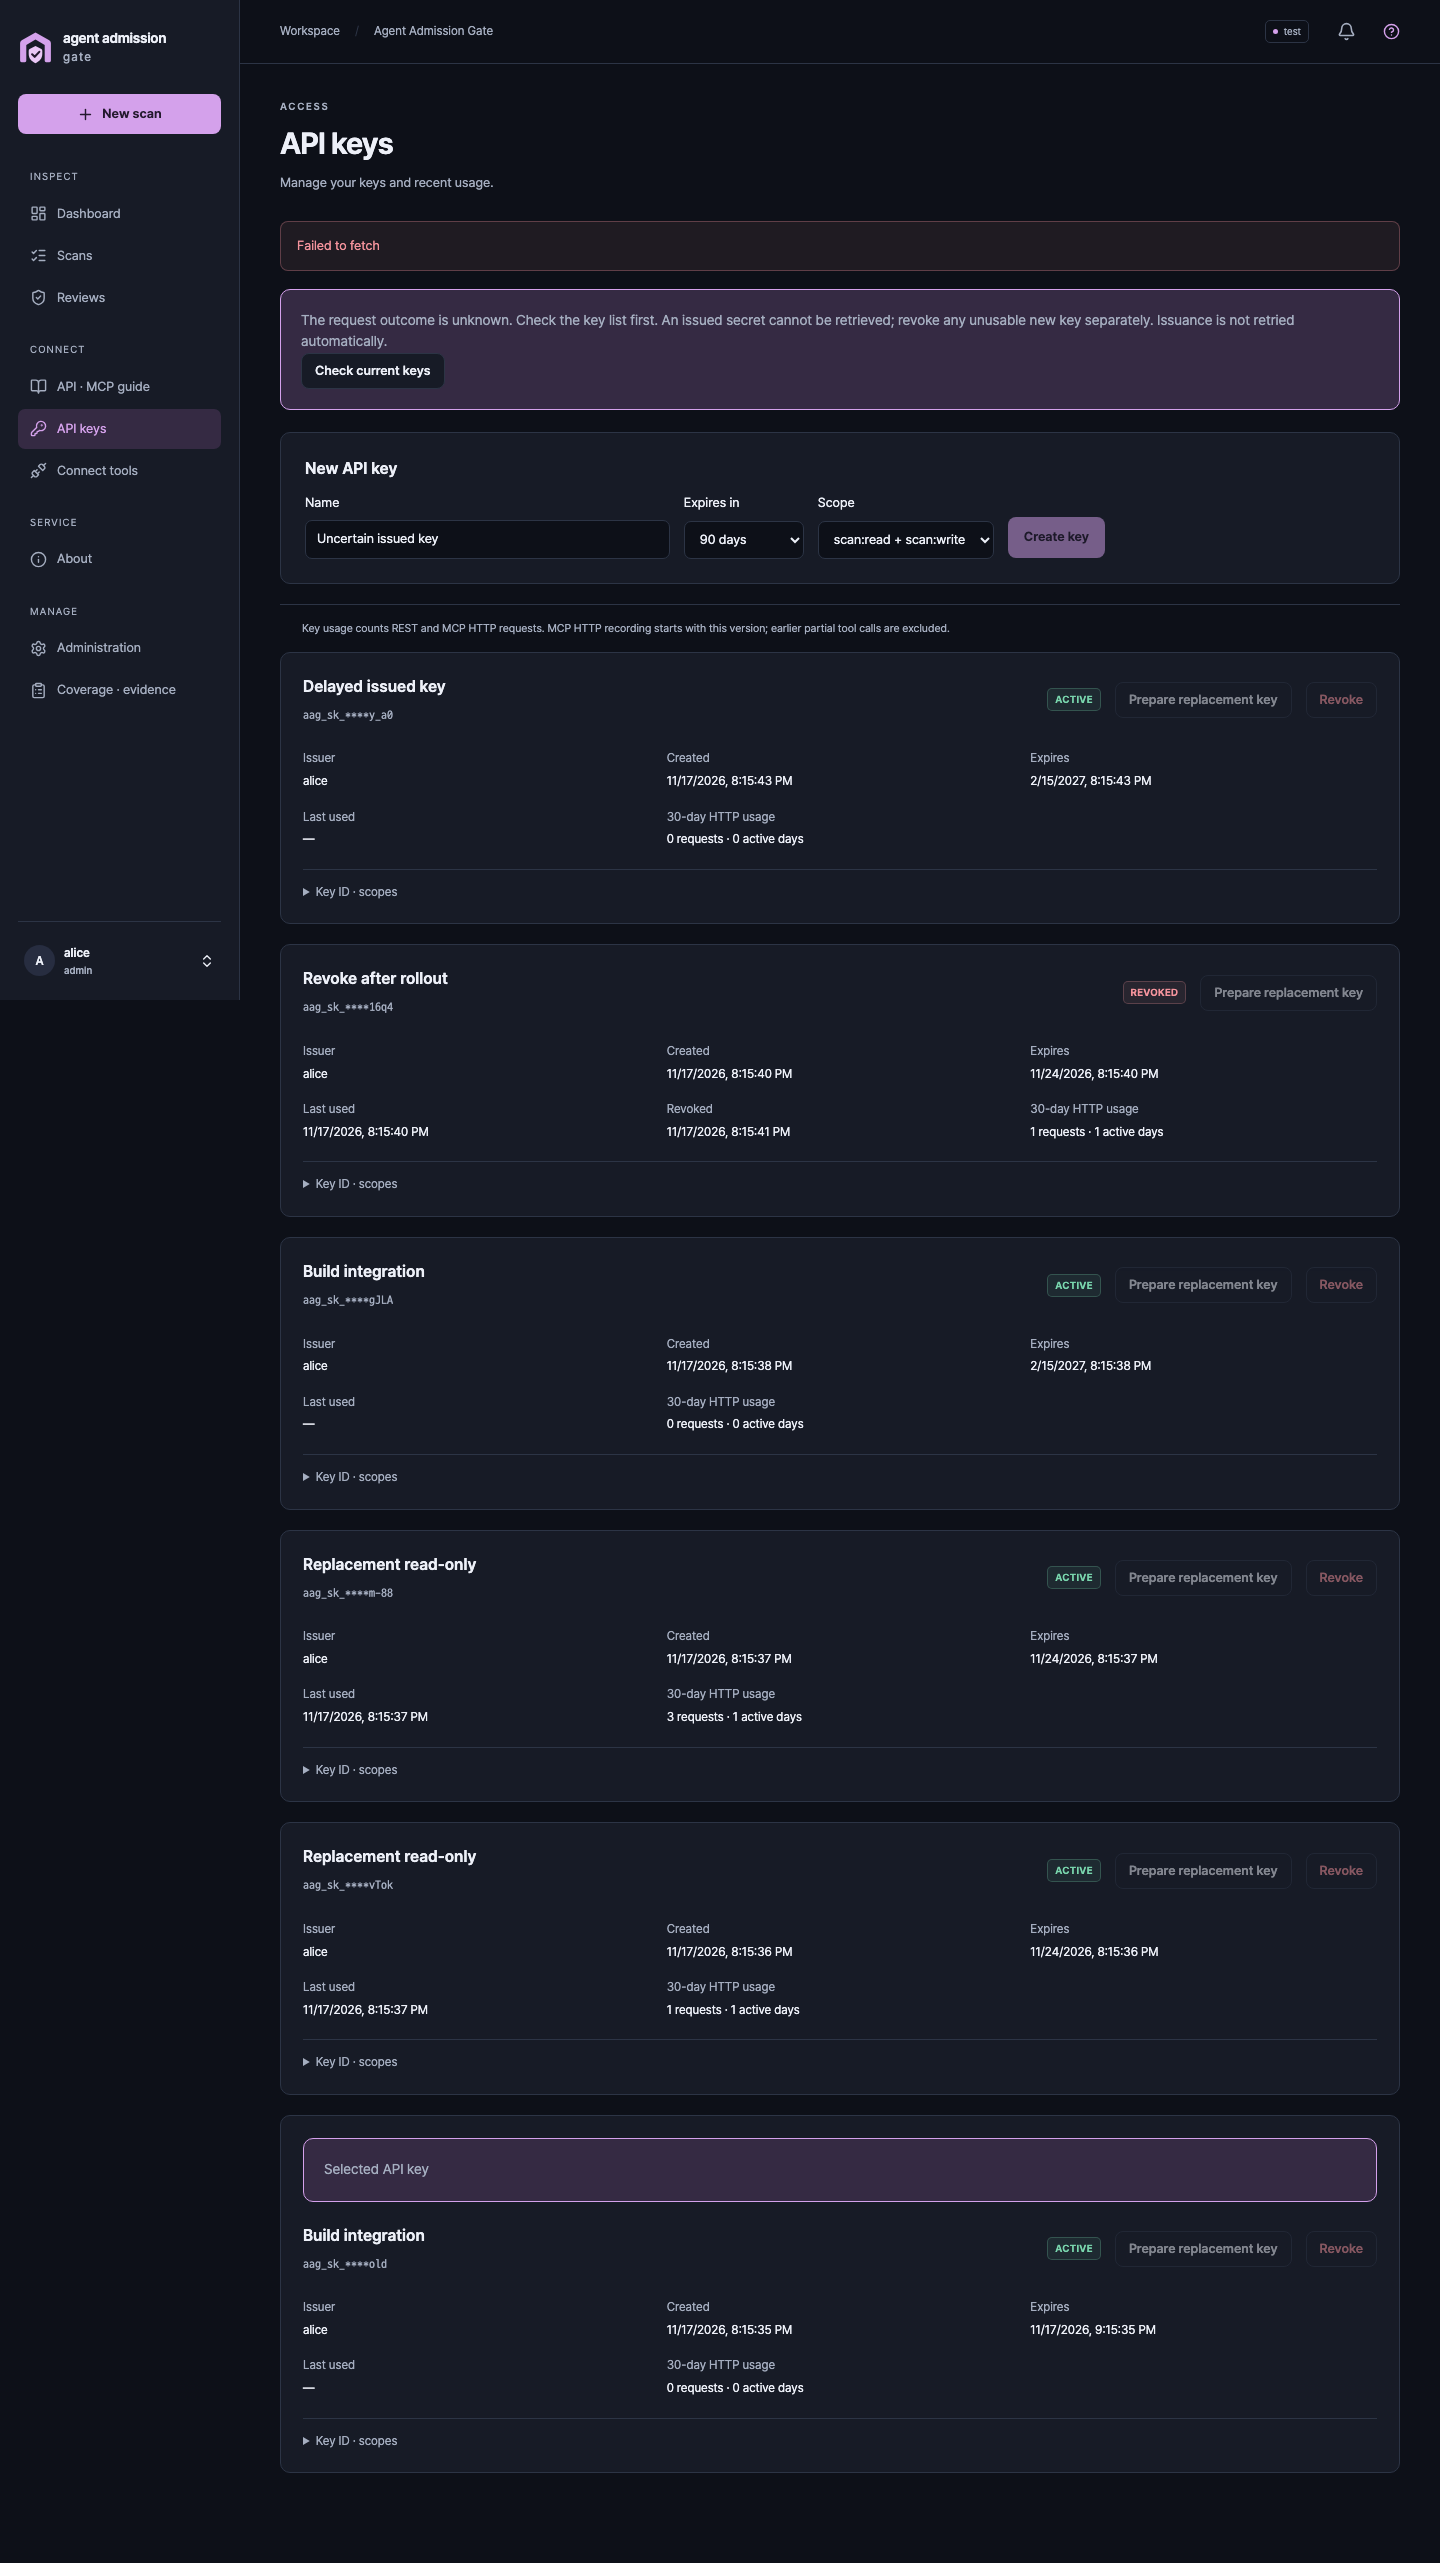 agent admission
gate
New scan
INSPECT
Dashboard
Scans
Reviews
CONNECT
API · MCP guide
API keys
Connect tools
SERVICE
About
MANAGE
Administration
Coverage · evidence
A
alice
admin
Workspace / Agent Admission Gate
test
ACCESS
API keys
Manage your keys and recent usage.
Failed to fetch
The request outcome is unknown. Check the key list first. An issued secret cannot be retrieved; revoke any unusable new key separately. Issuance is not retried
automatically.
Check current keys
New API key
Name Expires in Scope
Uncertain issued key 90 days scan:read + scan:write Create key
Key usage counts REST and MCP HTTP requests. MCP HTTP recording starts with this version; earlier partial tool calls are excluded.
Delayed issued key
aag_sk_****y_a0
ACTIVE Prepare replacement key Revoke
Issuer Created Expires
alice 11/17/2026, 8:15:43 PM 2/15/2027, 8:15:43 PM
Last used 30-day HTTP usage
— 0 requests · 0 active days
Key ID · scopes
Revoke after rollout
aag_sk_****16q4
REVOKED Prepare replacement key
Issuer Created Expires
alice 11/17/2026, 8:15:40 PM 11/24/2026, 8:15:40 PM
Last used Revoked 30-day HTTP usage
11/17/2026, 8:15:40 PM 11/17/2026, 8:15:41 PM 1 requests · 1 active days
Key ID · scopes
Build integration
aag_sk_****gJLA
ACTIVE Prepare replacement key Revoke
Issuer Created Expires
alice 11/17/2026, 8:15:38 PM 2/15/2027, 8:15:38 PM
Last used 30-day HTTP usage
— 0 requests · 0 active days
Key ID · scopes
Replacement read-only
aag_sk_****m-88
ACTIVE Prepare replacement key Revoke
Issuer Created Expires
alice 11/17/2026, 8:15:37 PM 11/24/2026, 8:15:37 PM
Last used 30-day HTTP usage
11/17/2026, 8:15:37 PM 3 requests · 1 active days
Key ID · scopes
Replacement read-only
aag_sk_****vTok
ACTIVE Prepare replacement key Revoke
Issuer Created Expires
alice 11/17/2026, 8:15:36 PM 11/24/2026, 8:15:36 PM
Last used 30-day HTTP usage
11/17/2026, 8:15:37 PM 1 requests · 1 active days
Key ID · scopes
Selected API key
Build integration
aag_sk_****old
ACTIVE Prepare replacement key Revoke
Issuer Created Expires
alice 11/17/2026, 8:15:35 PM 11/17/2026, 9:15:35 PM
Last used 30-day HTTP usage
— 0 requests · 0 active days
Key ID · scopes